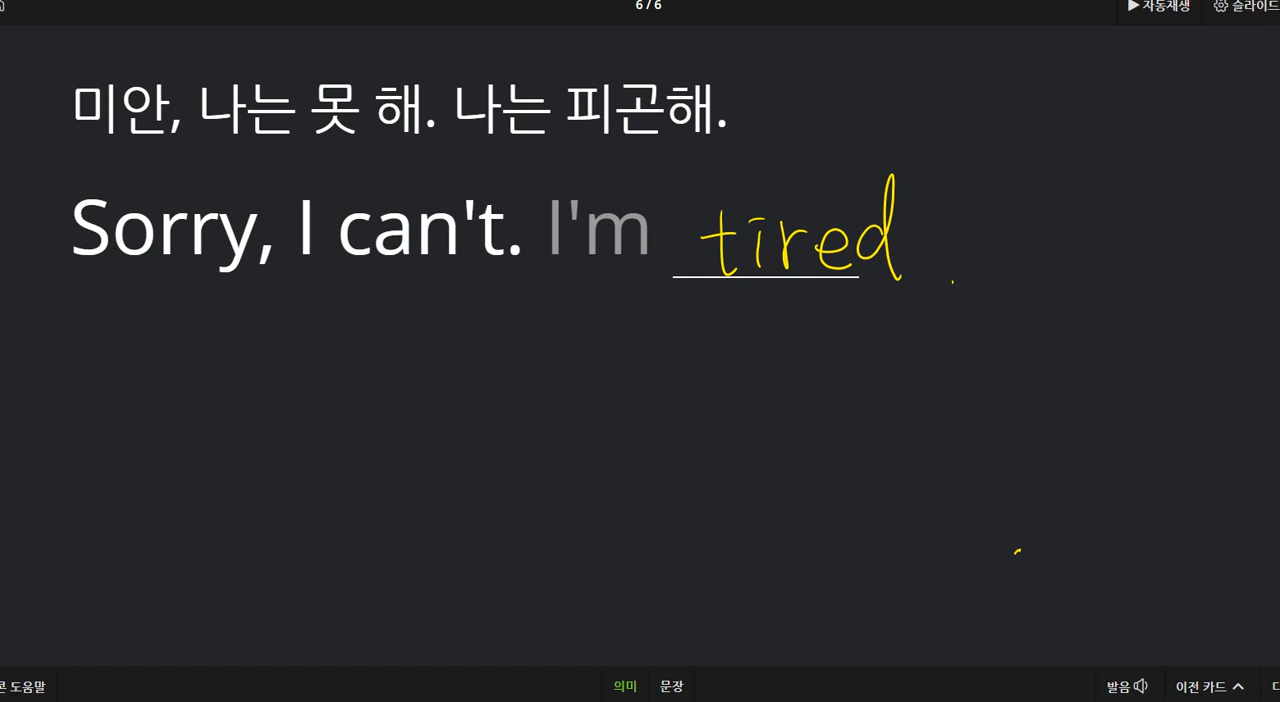 6 / 6
▶ 자동재생
슬라이드
미안, 나는 못 해. 나는 피곤해.
Sorry, I can't. I'm tired.
도움말
의미
문장
발음
이전 카드